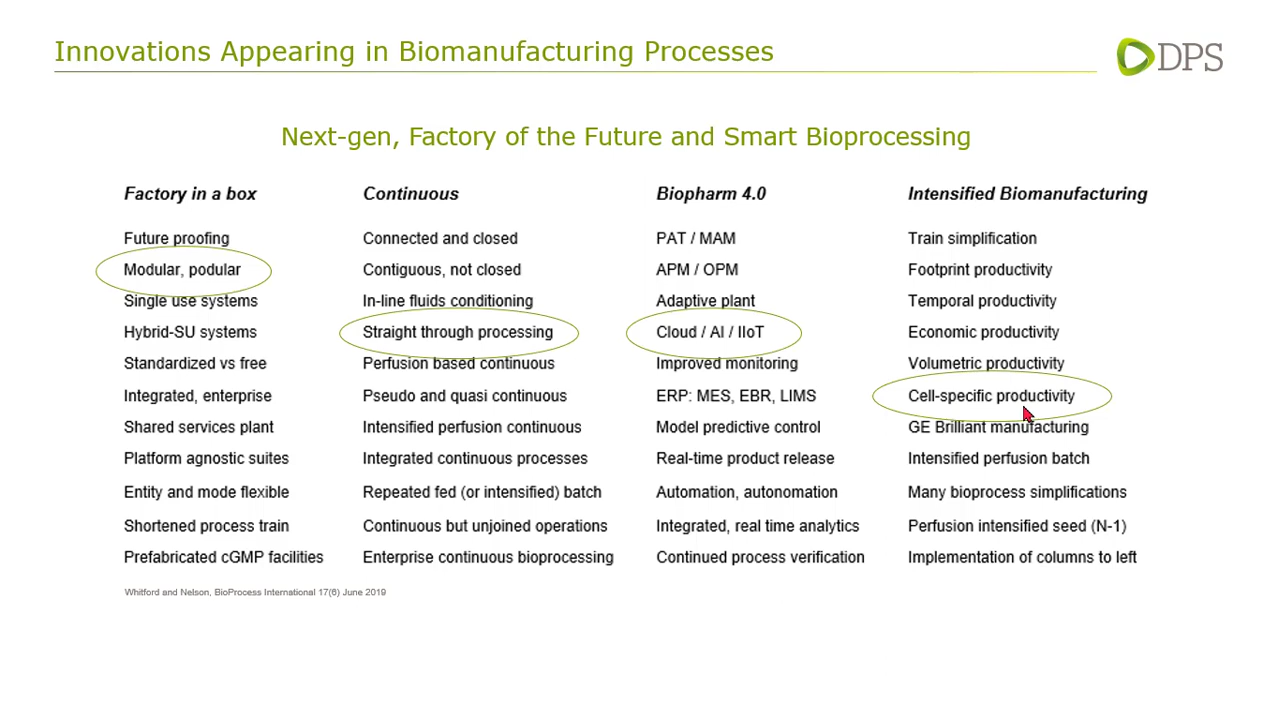 Innovations Appearing in Biomanufacturing Processes
DPS
Next-gen, Factory of the Future and Smart Bioprocessing
Factory in a box
Future proofing
Modular, podular
Single use systems
Hybrid-SU systems
Standardized vs free
Integrated, enterprise
Shared services plant
Platform agnostic suites
Entity and mode flexible
Shortened process train
Prefabricated cGMP facilities
Continuous
Connected and closed
Contiguous, not closed
In-line fluids conditioning
Straight through processing
Perfusion based continuous
Pseudo and quasi continuous
Intensified perfusion continuous
Integrated continuous processes
Repeated fed (or intensified) batch
Continuous but unjoined operations
Enterprise continuous bioprocessing
Biopharm 4.0
PAT / MAM
APM / OPM
Adaptive plant
Cloud / AI / IIoT
Improved monitoring
ERP: MES, EBR, LIMS
Model predictive control
Real-time product release
Automation, autonomation
Integrated, real time analytics
Continued process verification
Intensified Biomanufacturing
Train simplification
Footprint productivity
Temporal productivity
Economic productivity
Volumetric productivity
Cell-specific productivity
GE Brilliant manufacturing
Intensified perfusion batch
Many bioprocess simplifications
Perfusion intensified seed (N-1)
Implementation of columns to left
Whitford and Nelson, BioProcess International 17(6) June 2019